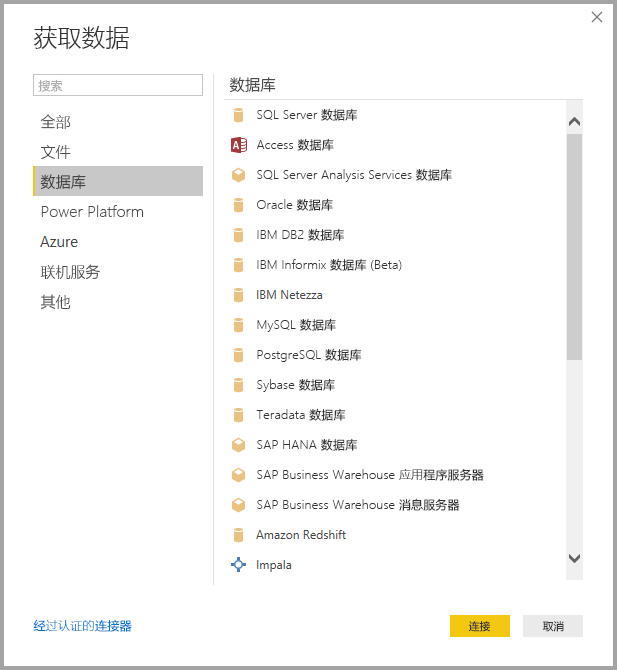 获取数据
搜索
全部
文件
数据库
Power Platform
Azure
联机服务
其他
数据库
SQL Server 数据库
Access 数据库
SQL Server Analysis Services 数据库
Oracle 数据库
IBM DB2 数据库
IBM Informix 数据库 (Beta)
IBM Netezza
MySQL 数据库
PostgreSQL 数据库
Sybase 数据库
Teradata 数据库
SAP HANA 数据库
SAP Business Warehouse 应用程序服务器
SAP Business Warehouse 消息服务器
Amazon Redshift
Impala
经过认证的连接器
连接
取消